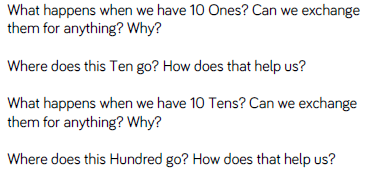 What happens when we have 10 Ones? Can we exchange
them for anything? Why?
Where does this Ten go? How does that help us?
What happens when we have 10 Tens? Can we exchange
them for anything? Why?
Where does this Hundred go? How does that help us?